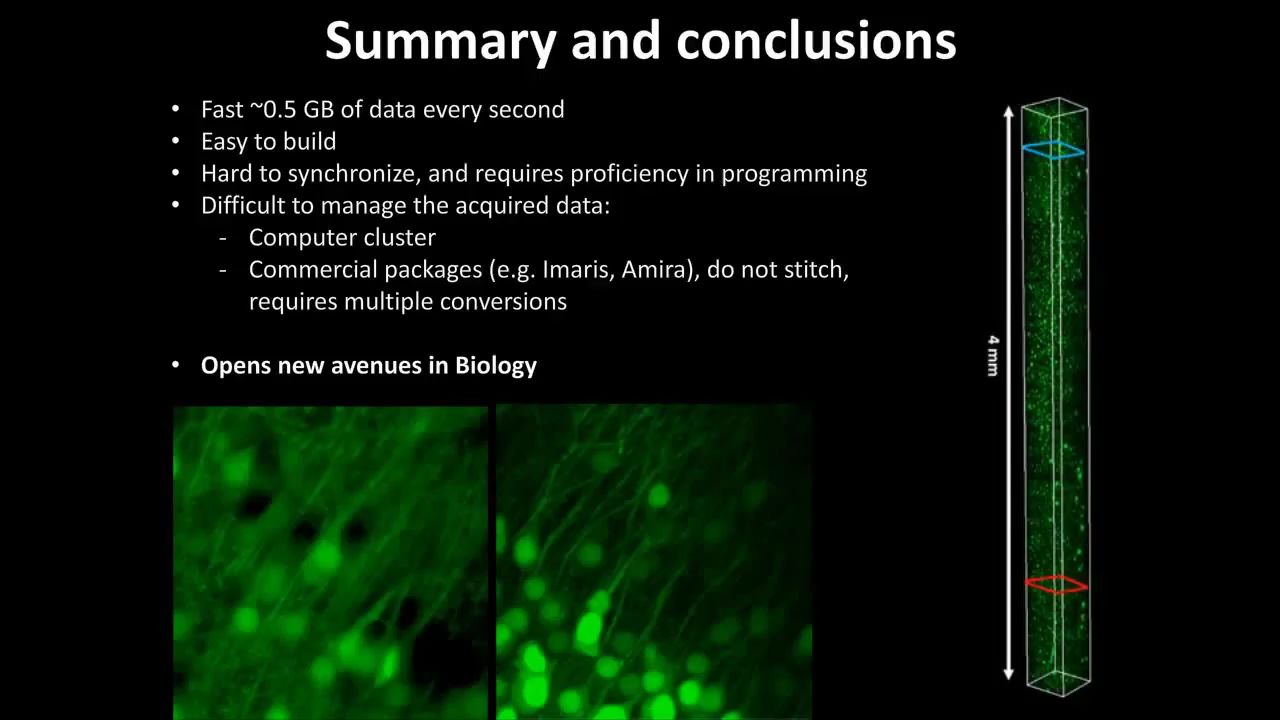 Summary and conclusions
• Fast ~0.5 GB of data every second
• Easy to build
• Hard to synchronize, and requires proficiency in programming
• Difficult to manage the acquired data:
- Computer cluster
- Commercial packages (e.g. Imaris, Amira), do not stitch,
requires multiple conversions
• Opens new avenues in Biology
4 mm